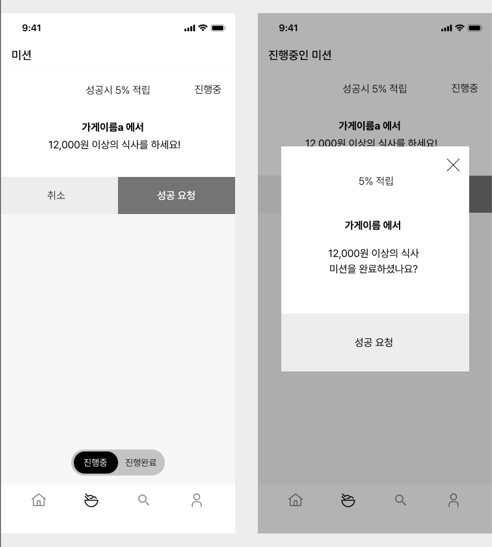 9:41
미션
성공시 5% 적립
진행중
가게이름a 에서
12,000원 이상의 식사를 하세요!
취소
성공 요청
진행중
진행완료
9:41
진행중인 미션
성공시 5% 적립
진행중
가게이름a 에서
12,000원 이상의 식사를 하세요!
5% 적립
가게이름 에서
12,000원 이상의 식사
미션을 완료하셨나요?
성공 요청